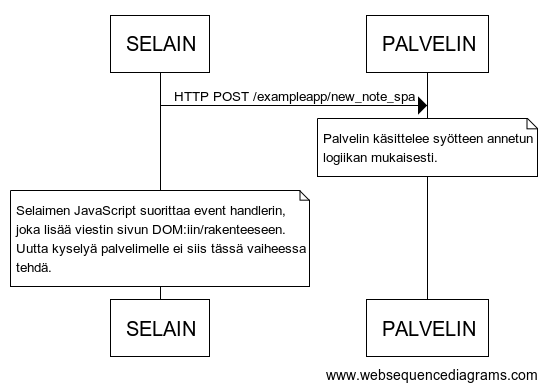 SELAIN
PALVELIN
HTTP POST /exampleapp/new_note_spa
Palvelin käsittelee syötteen annetun
logiikan mukaisesti.
Selaimen JavaScript suorittaa event handlerin,
joka lisää viestin sivun DOM:iin/rakenteeseen.
Uutta kyselyä palvelimelle ei siis tässä vaiheessa
tehdä.
SELAIN
PALVELIN
www.websequencediagrams.com